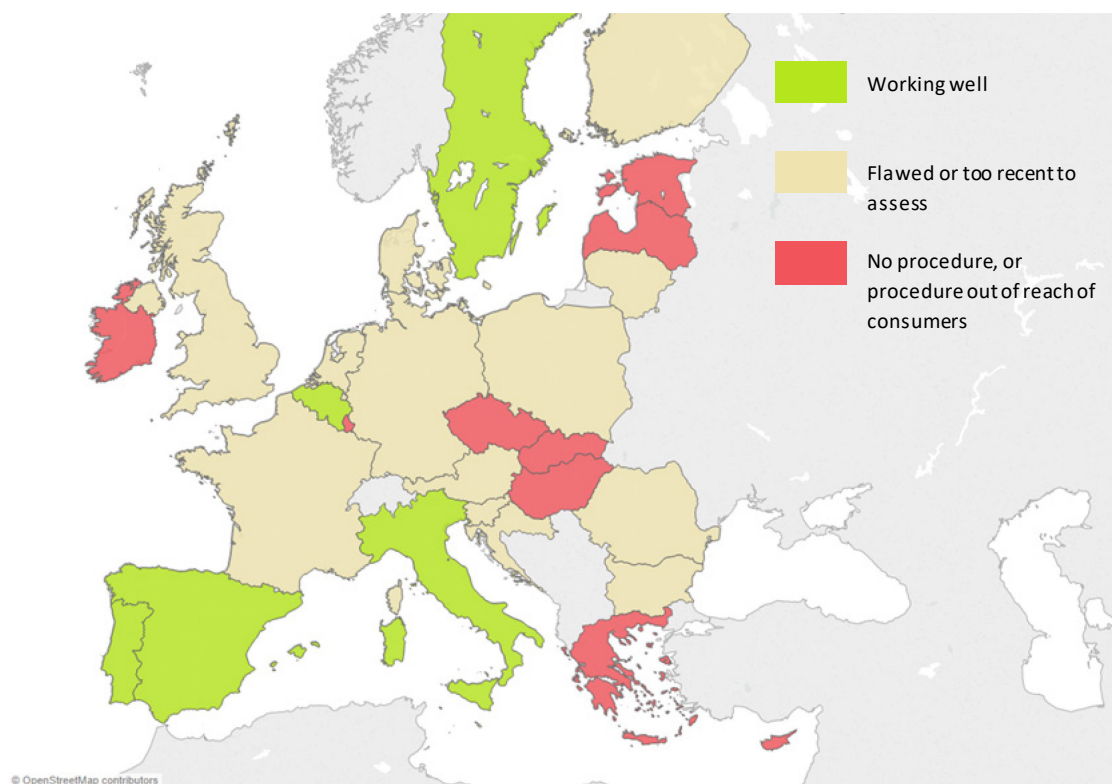 Working well
Flawed or too recent to
assess
No procedure, or
procedure out of reach of
consumers
© OpenStreetMap contributors